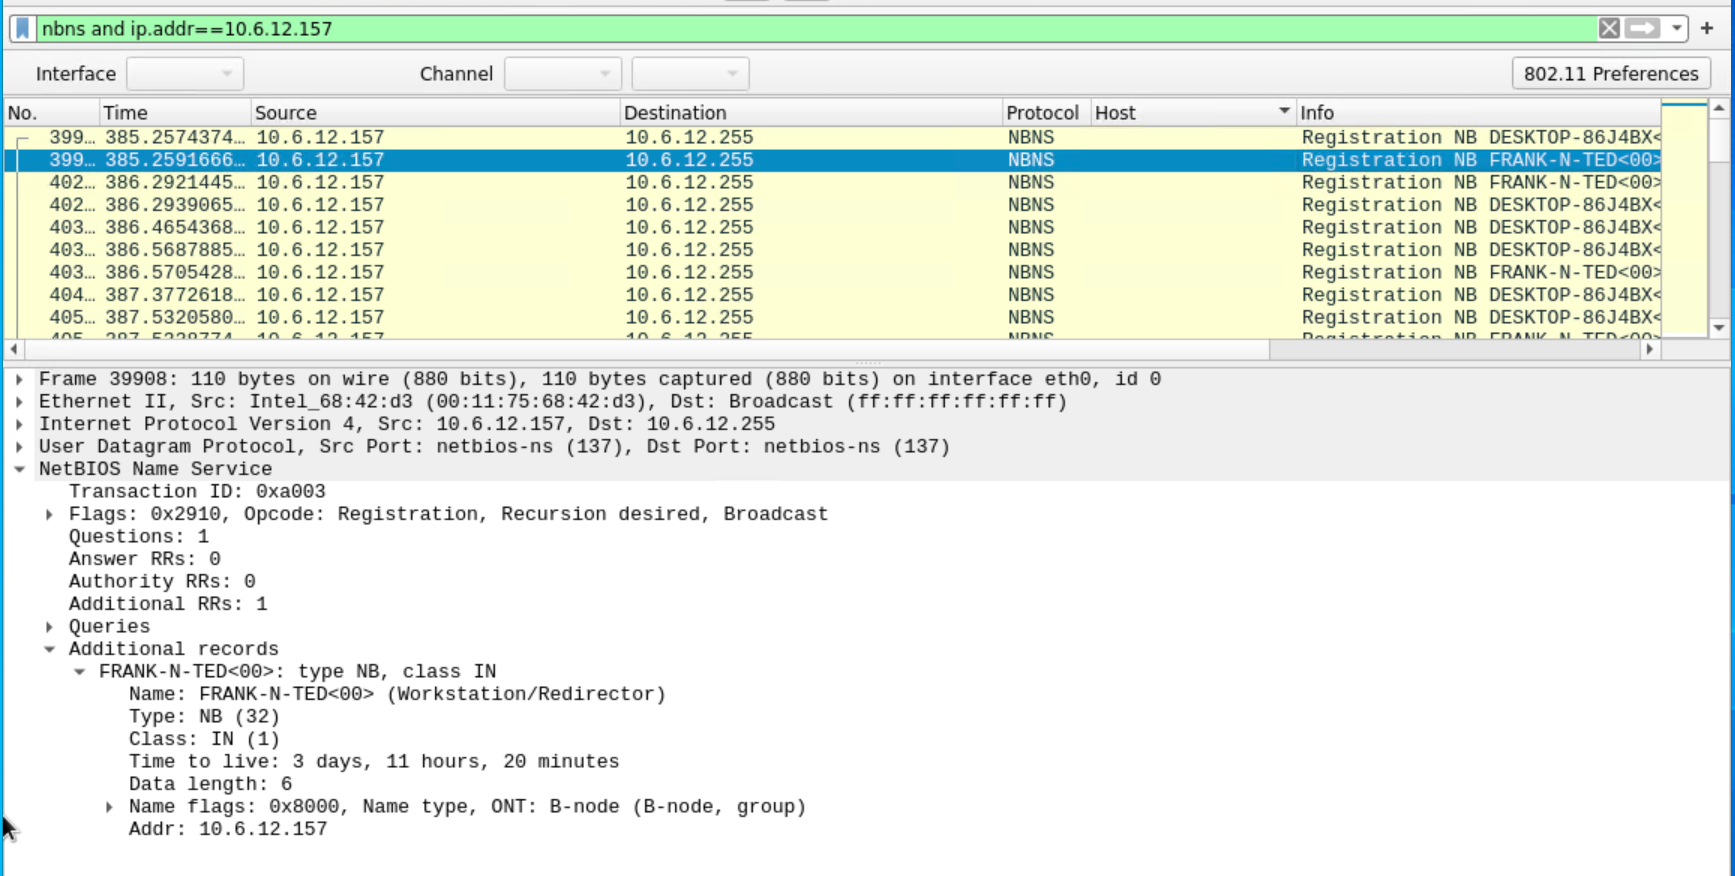 nbns and ip.addr==10.6.12.157
Interface Channel 802.11 Preferences
No. Time Source Destination Protocol Host Info
399… 385.2574374… 10.6.12.157 10.6.12.255 NBNS Registration NB DESKTOP-86J4BX<
399… 385.2591666… 10.6.12.157 10.6.12.255 NBNS Registration NB FRANK-N-TED<00>
402… 386.2921445… 10.6.12.157 10.6.12.255 NBNS Registration NB FRANK-N-TED<00>
402… 386.2939065… 10.6.12.157 10.6.12.255 NBNS Registration NB DESKTOP-86J4BX<
403… 386.4654368… 10.6.12.157 10.6.12.255 NBNS Registration NB DESKTOP-86J4BX<
403… 386.5687885… 10.6.12.157 10.6.12.255 NBNS Registration NB DESKTOP-86J4BX<
403… 386.5705428… 10.6.12.157 10.6.12.255 NBNS Registration NB FRANK-N-TED<00>
404… 387.3772618… 10.6.12.157 10.6.12.255 NBNS Registration NB DESKTOP-86J4BX<
405… 387.5320580… 10.6.12.157 10.6.12.255 NBNS Registration NB DESKTOP-86J4BX<
Frame 39908: 110 bytes on wire (880 bits), 110 bytes captured (880 bits) on interface eth0, id 0
Ethernet II, Src: Intel_68:42:d3 (00:11:75:68:42:d3), Dst: Broadcast (ff:ff:ff:ff:ff:ff)
Internet Protocol Version 4, Src: 10.6.12.157, Dst: 10.6.12.255
User Datagram Protocol, Src Port: netbios-ns (137), Dst Port: netbios-ns (137)
NetBIOS Name Service
Transaction ID: 0xa003
Flags: 0x2910, Opcode: Registration, Recursion desired, Broadcast
Questions: 1
Answer RRs: 0
Authority RRs: 0
Additional RRs: 1
Queries
Additional records
FRANK-N-TED<00>: type NB, class IN
Name: FRANK-N-TED<00> (Workstation/Redirector)
Type: NB (32)
Class: IN (1)
Time to live: 3 days, 11 hours, 20 minutes
Data length: 6
Name flags: 0x8000, Name type, ONT: B-node (B-node, group)
Addr: 10.6.12.157